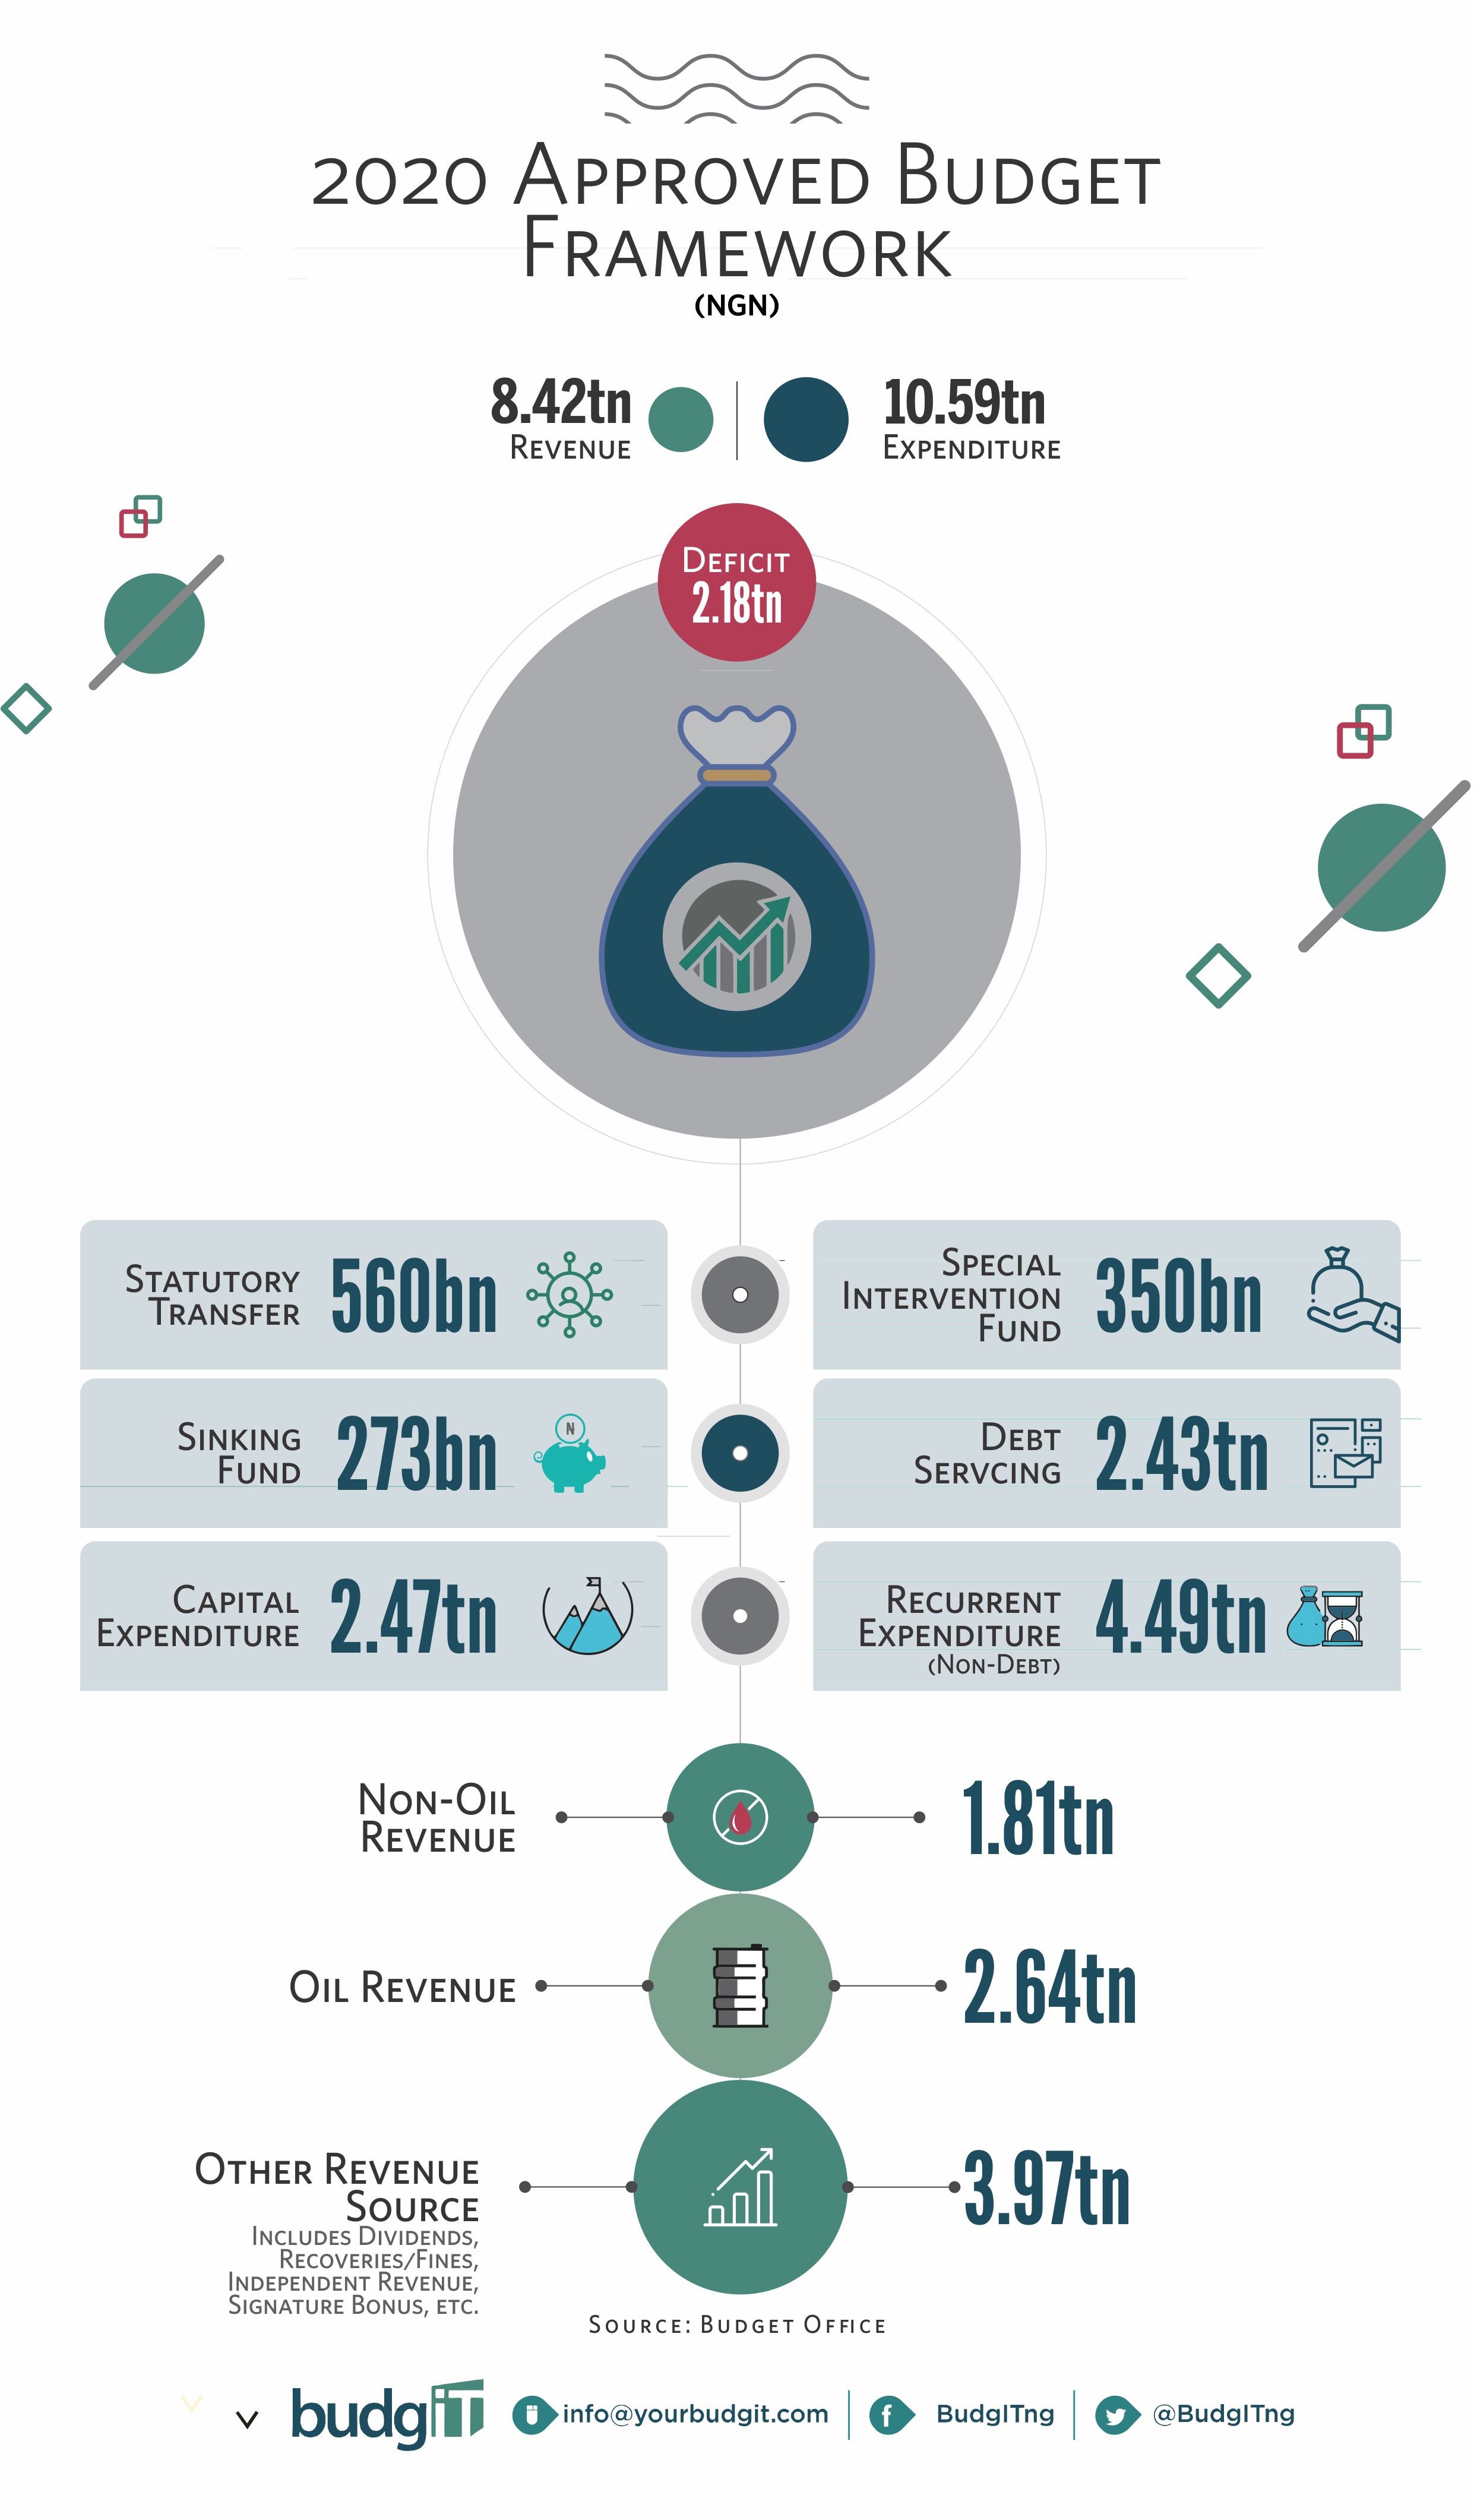 2020 Approved Budget
Framework
(NGN)
8.42tn
Revenue
10.59tn
Expenditure
Deficit
2.18tn
Statutory
Transfer
560bn
Special
Intervention
Fund
350bn
Sinking
Fund
273bn
N
Debt
Servcing
2.43tn
Capital
Expenditure
2.47tn
Recurrent
Expenditure
(Non-Debt)
4.49tn
Non-Oil
Revenue
1.81tn
Oil Revenue
2.64tn
Other Revenue
Source
Includes Dividends,
Recoveries/Fines,
Independent Revenue,
Signature Bonus, etc.
3.97tn
Source: Budget Office
budgIT
info@yourbudgit.com
f
BudgITng
@BudgITng